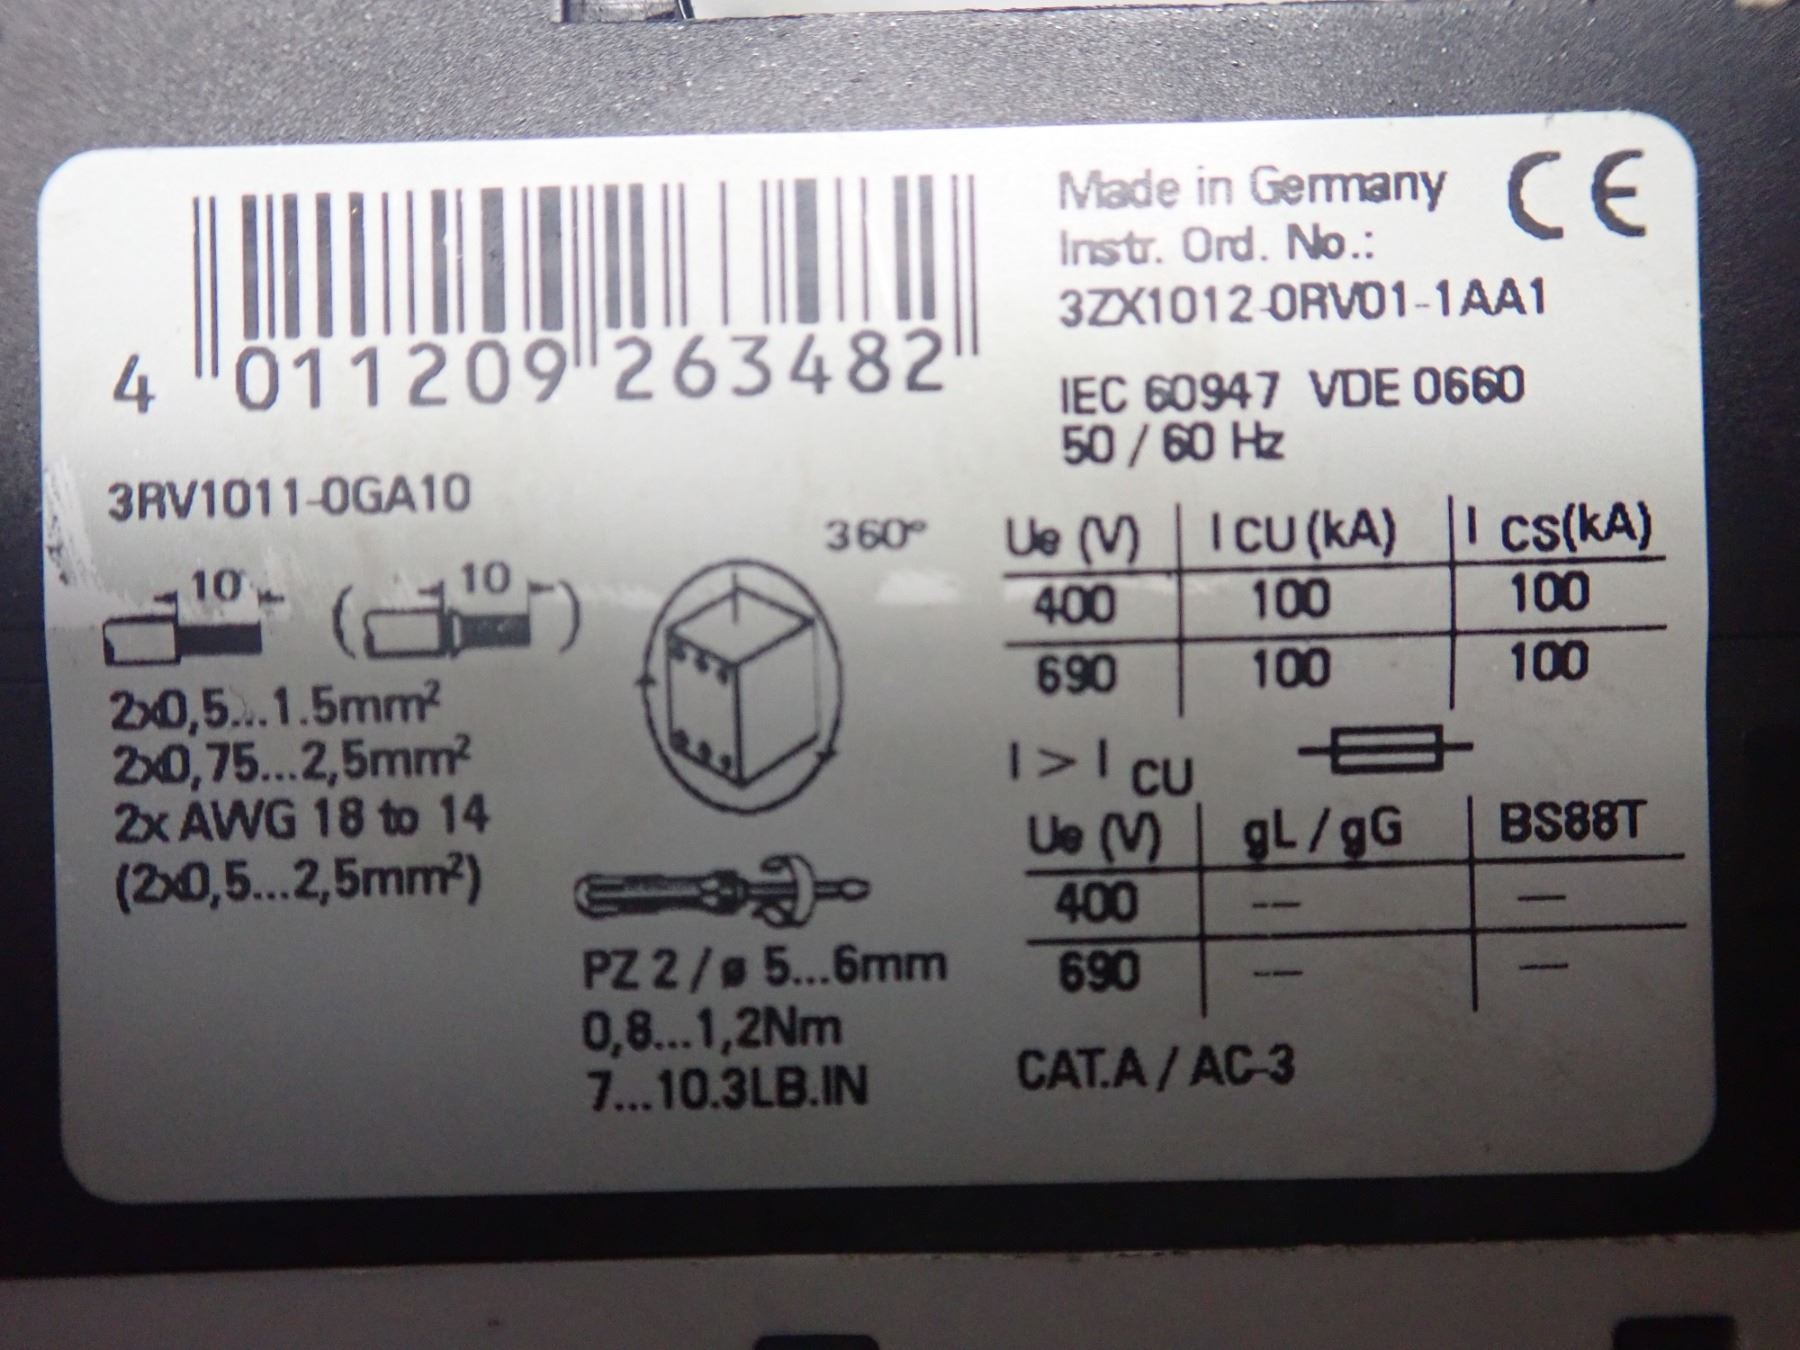 4 011209 263482
Made in Germany
CE
Instr. Ord. No.:
3ZX1012-0RV01-1AA1
IEC 60947 VDE 0660
50 / 60 Hz
3RV1011-0GA10
10 ( 10 )
2x0,5...1.5mm²
2x0,75...2,5mm²
2x AWG 18 to 14
(2x0,5...2,5mm²)
360°
PZ 2 / ø 5...6mm
0,8...1,2Nm
7...10.3LB.IN
Ue (V) I CU (kA) I CS(kA)
400 100 100
690 100 100
I > I CU
Ue (V) gL / gG BS88T
400 -- —
690 -- —
CAT.A / AC-3